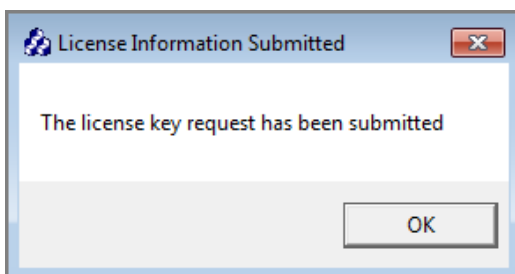 License Information Submitted
The license key request has been submitted
OK